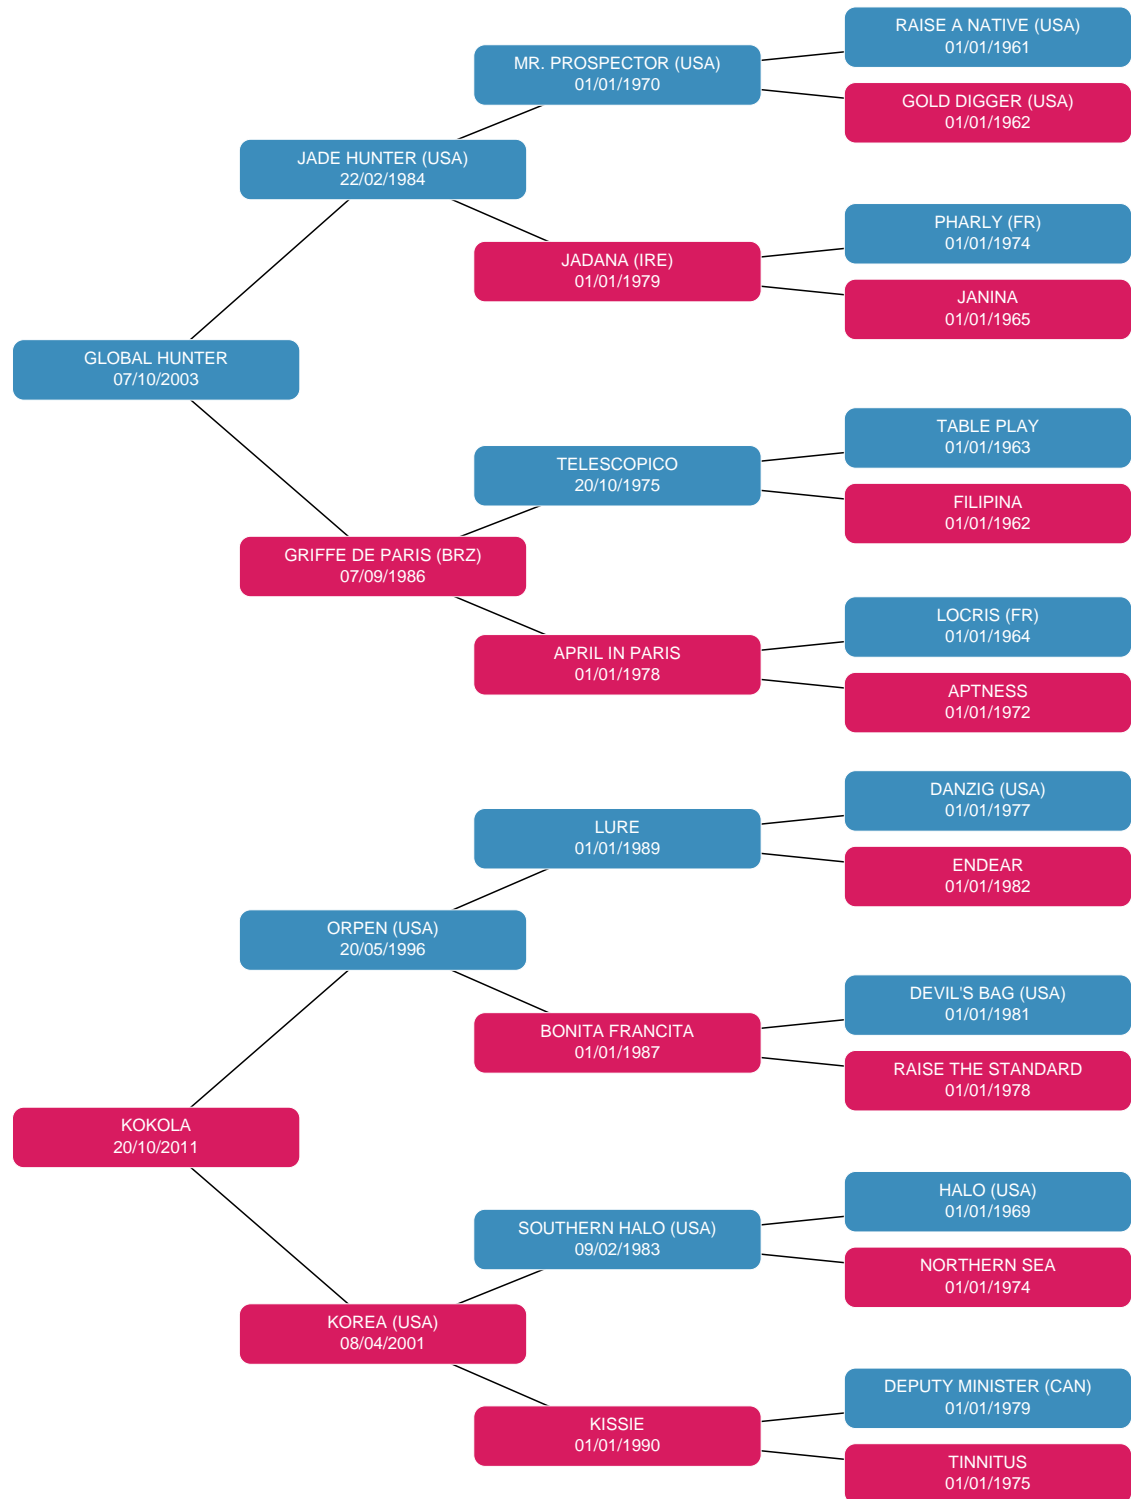 RAISE A NATIVE (USA)
01/01/1961
MR. PROSPECTOR (USA)
01/01/1970
GOLD DIGGER (USA)
01/01/1962
JADE HUNTER (USA)
22/02/1984
PHARLY (FR)
01/01/1974
JADANA (IRE)
01/01/1979
JANINA
01/01/1965
GLOBAL HUNTER
07/10/2003
TABLE PLAY
01/01/1963
TELESCOPICO
20/10/1975
FILIPINA
01/01/1962
GRIFFE DE PARIS (BRZ)
07/09/1986
LOCRIS (FR)
01/01/1964
APRIL IN PARIS
01/01/1978
APTNESS
01/01/1972
DANZIG (USA)
01/01/1977
LURE
01/01/1989
ENDEAR
01/01/1982
ORPEN (USA)
20/05/1996
DEVIL'S BAG (USA)
01/01/1981
BONITA FRANCITA
01/01/1987
RAISE THE STANDARD
01/01/1978
KOKOLA
20/10/2011
HALO (USA)
01/01/1969
SOUTHERN HALO (USA)
09/02/1983
NORTHERN SEA
01/01/1974
KOREA (USA)
08/04/2001
DEPUTY MINISTER (CAN)
01/01/1979
KISSIE
01/01/1990
TINNITUS
01/01/1975